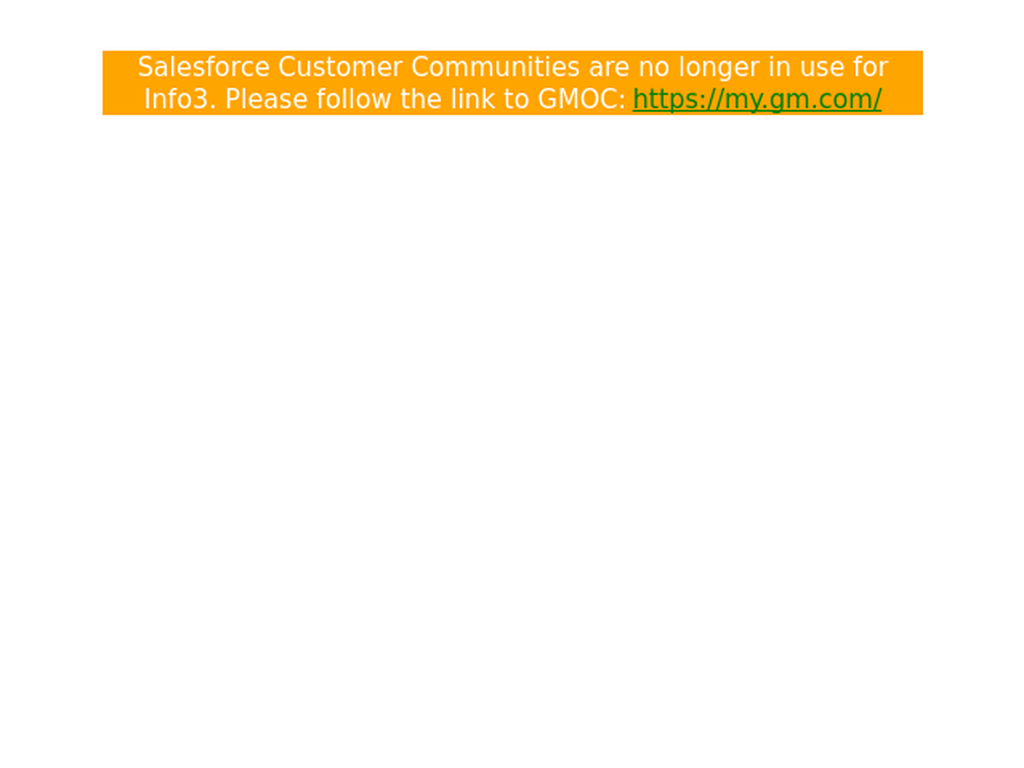 Salesforce Customer Communities are no longer in use for
Info3. Please follow the link to GMOC: https://my.gm.com/